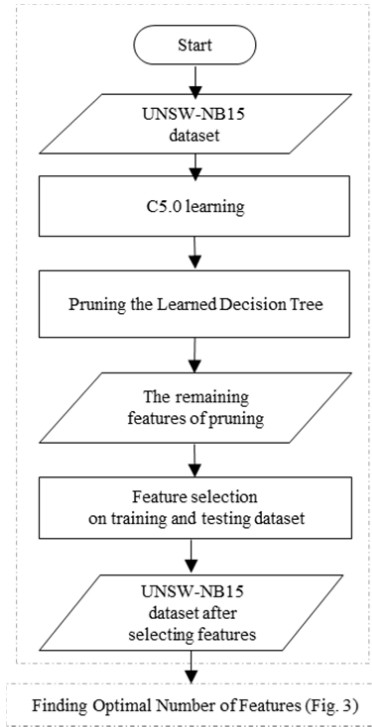 Start
UNSW-NB15
dataset
C5.0 learning
Pruning the Learned Decision Tree
The remaining
features of pruning
Feature selection
on training and testing dataset
UNSW-NB15
dataset after
selecting features
Finding Optimal Number of Features (Fig. 3)